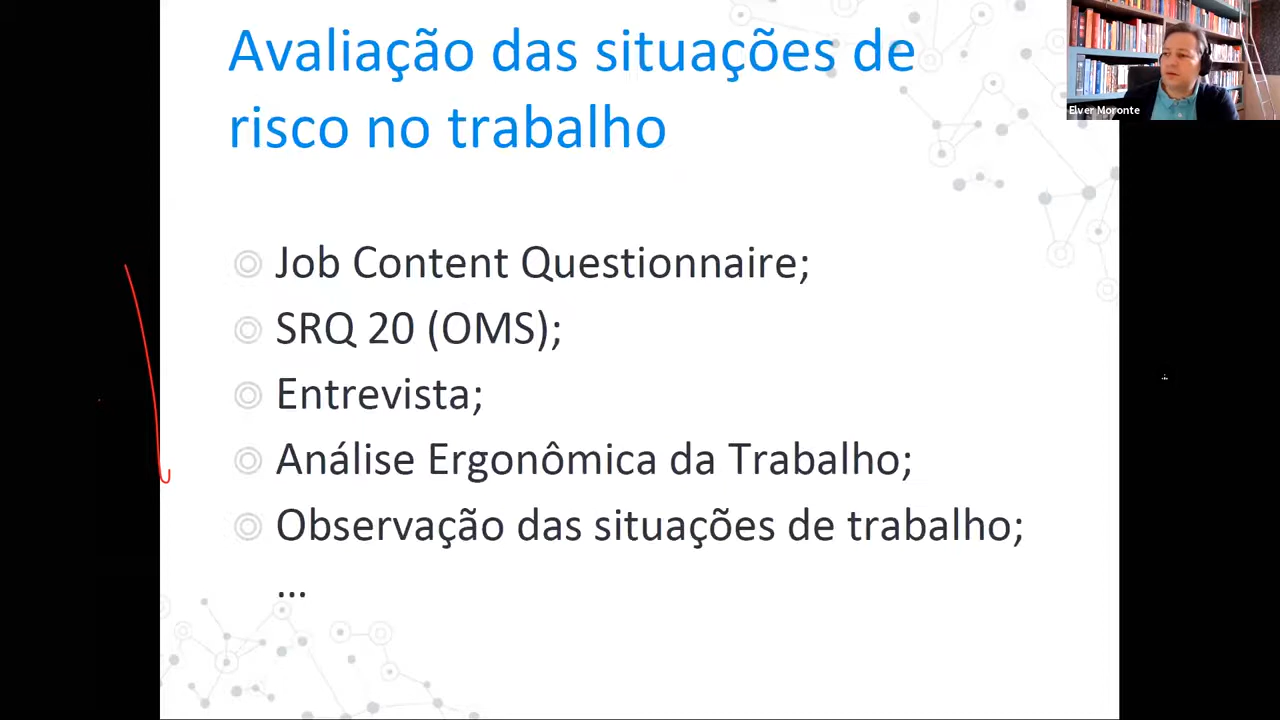 Avaliação das situações de
risco no trabalho
Elver Moronte
Job Content Questionnaire;
SRQ 20 (OMS);
Entrevista;
Análise Ergonômica da Trabalho;
Observação das situações de trabalho;
...